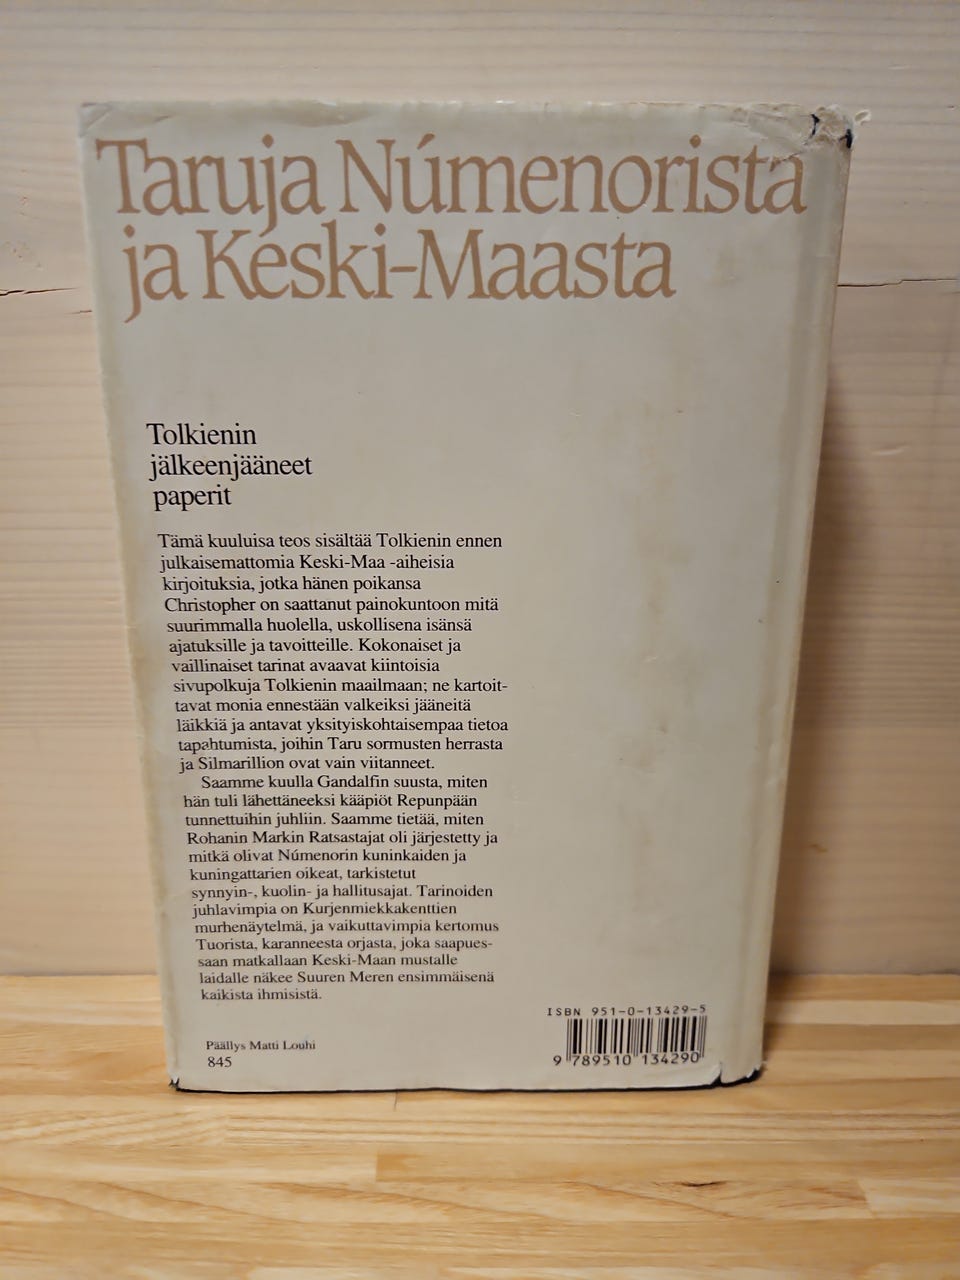 Taruja Númenorista
ja Keski-Maasta
Tolkienin
jälkeenjääneet
paperit
Tämä kuuluisa teos sisältää Tolkienin ennen
julkaisemattomia Keski-Maa -aiheisia
kirjoituksia, jotka hänen poikansa
Christopher on saattanut painokuntoon mitä
suurimmalla huolella, uskollisena isänsä
ajatuksille ja tavoitteille. Kokonaiset ja
vaillinaiset tarinat avaavat kiintoisia
sivupolkuja Tolkienin maailmaan; ne kartoit-
tavat monia ennestään valkeiksi jääneitä
läikkiä ja antavat yksityiskohtaisempaa tietoa
tapahtumista, joihin Taru sormusten herrasta
ja Silmarillion ovat vain viitanneet.
Saamme kuulla Gandalfin suusta, miten
hän tuli lähettäneeksi kääpiöt Repunpään
tunnettuihin juhliin. Saamme tietää, miten
Rohanin Markin Ratsastajat oli järjestetty ja
mitkä olivat Númenorin kuninkaiden ja
kuningattarien oikeat, tarkistetut
synnyin-, kuolin- ja hallitusajat. Tarinoiden
juhlavimpia on Kurjenmiekkakenttien
murhenäytelmä, ja vaikuttavimpia kertomus
Tuorista, karanneesta orjasta, joka saapues-
saan matkallaan Keski-Maan mustalle
laidalle näkee Suuren Meren ensimmäisenä
kaikista ihmisistä.
Päällys Matti Louhi
845
ISBN 951-0-13429-5
9 789510 134290